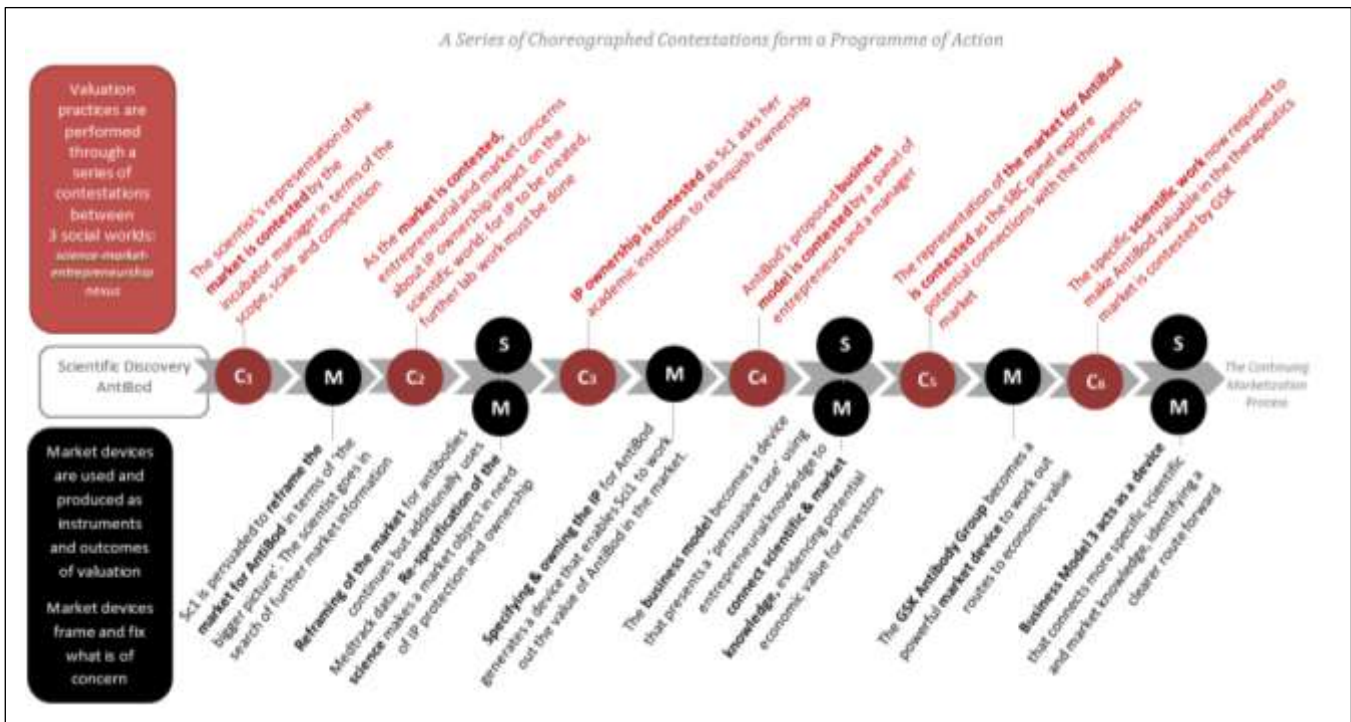 A Series of Choreographed Contestations form a Programme of Action
Valuation
practices are
performed
through a
series of
contestations
between
3 social worlds:
science-market-
entrepreneurship
nexus
The scientist's representation of the
market is contested by the
incubator manager in terms of the
scope, scale and competition
As the market is contested,
entrepreneurial and market concerns
about IP ownership impact on the
scientific world: for IP to be created,
further lab work must be done
IP ownership is contested as Sc1 asks her
academic institution to relinquish ownership
AntiBod's proposed business
model is contested by a panel of
entrepreneurs and a manager
The representation of the market for AntiBod
is contested as the SBC panel explore
potential connections with the therapeutics
market
The specific scientific work now required to
make AntiBod valuable in the therapeutics
market is contested by GSK
Scientific Discovery
AntiBod
C1
M
C2
S
M
C3
M
C4
S
M
C5
M
C6
S
M
The Continuing
Marketization
Process
Market devices
are used and
produced as
instruments
and outcomes
of valuation
Market devices
frame and fix
what is of
concern
Sc1 is persuaded to reframe the
market for AntiBod in terms of 'the
bigger picture'. The scientist goes in
search of further market information
Reframing of the market for antibodies
continues but additionally uses
Medtrack data. Re-specification of the
science makes a market object in need
of IP protection and ownership
Specifying & owning the IP for AntiBod
generates a device that enables Sci1 to work
out the value of AntiBod in the market.
The business model becomes a device
that presents a 'persuasive case' using
entrepreneurial knowledge to
connect scientific & market
knowledge, evidencing potential
economic value for investors
The GSK Antibody Group becomes a
powerful market device to work out
routes to economic value
Business Model 3 acts as a device
that connects more specific scientific
and market knowledge, identifying a
clearer route forward